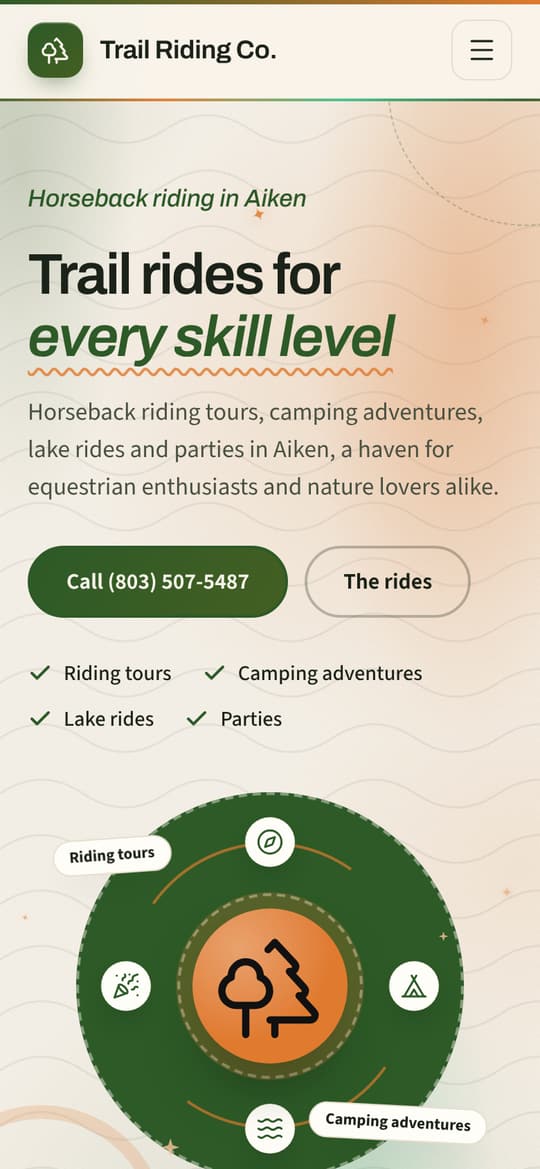 Trail Riding Co.
Horseback riding in Aiken
Trail rides for
every skill level
Horseback riding tours, camping adventures,
lake rides and parties in Aiken, a haven for
equestrian enthusiasts and nature lovers alike.
Call (803) 507-5487
The rides
Riding tours
Camping adventures
Lake rides
Parties
Riding tours
Camping adventures